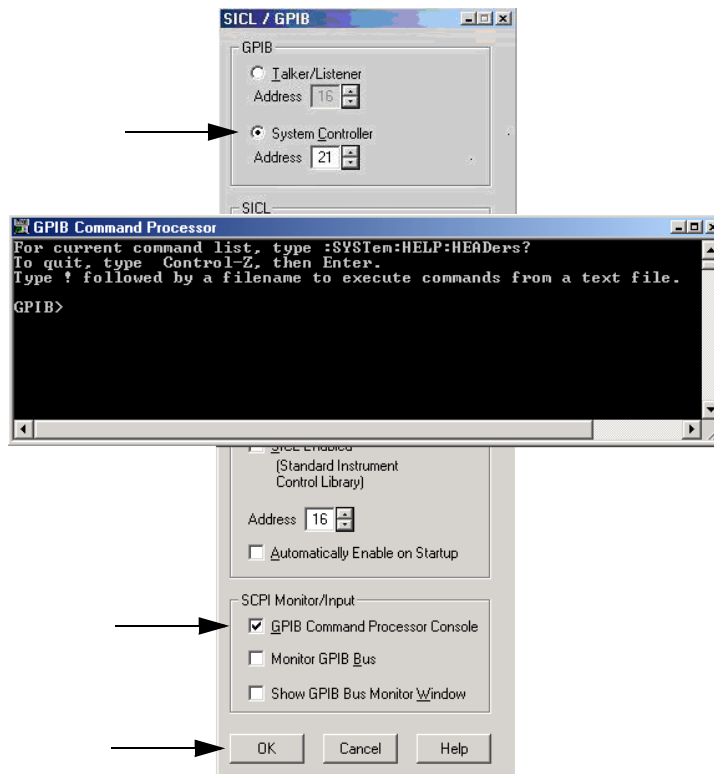 SICL / GPIB
GPIB
Talker/Listener
Address 16
System Controller
Address 21
SICL
GPIB Command Processor
For current command list, type :SYSTem:HELP:HEADers?
To quit, type  Control-Z, then Enter.
Type ! followed by a filename to execute commands from a text file.
GPIB>
SICL Enabled
(Standard Instrument
Control Library)
Address 16
Automatically Enable on Startup
SCPI Monitor/Input
GPIB Command Processor Console
Monitor GPIB Bus
Show GPIB Bus Monitor Window
OK Cancel Help